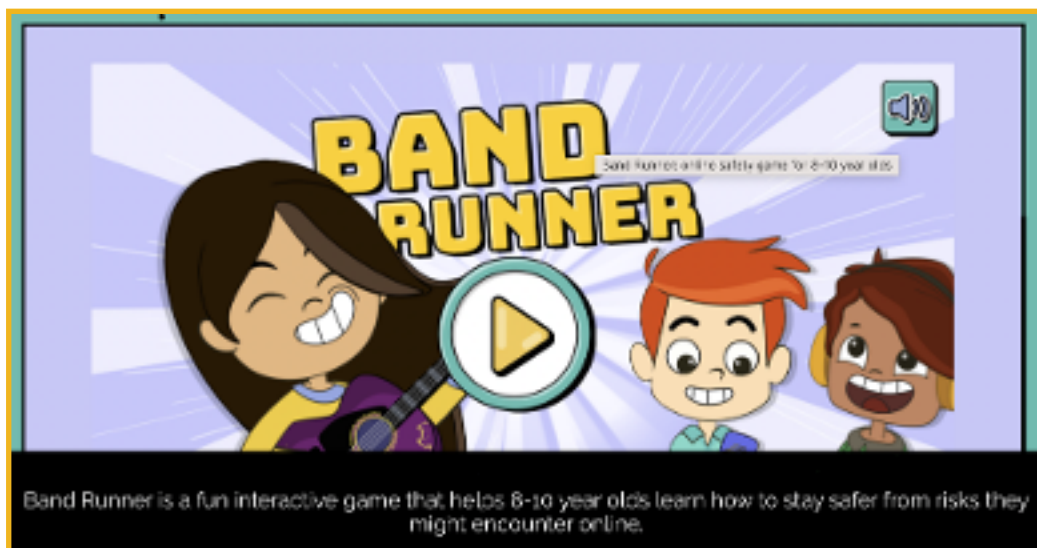 BAND
RUNNER
Band Runner: online safety game for 8-10 year olds
Band Runner is a fun interactive game that helps 8-10 year olds learn how to stay safer from risks they
might encounter online.